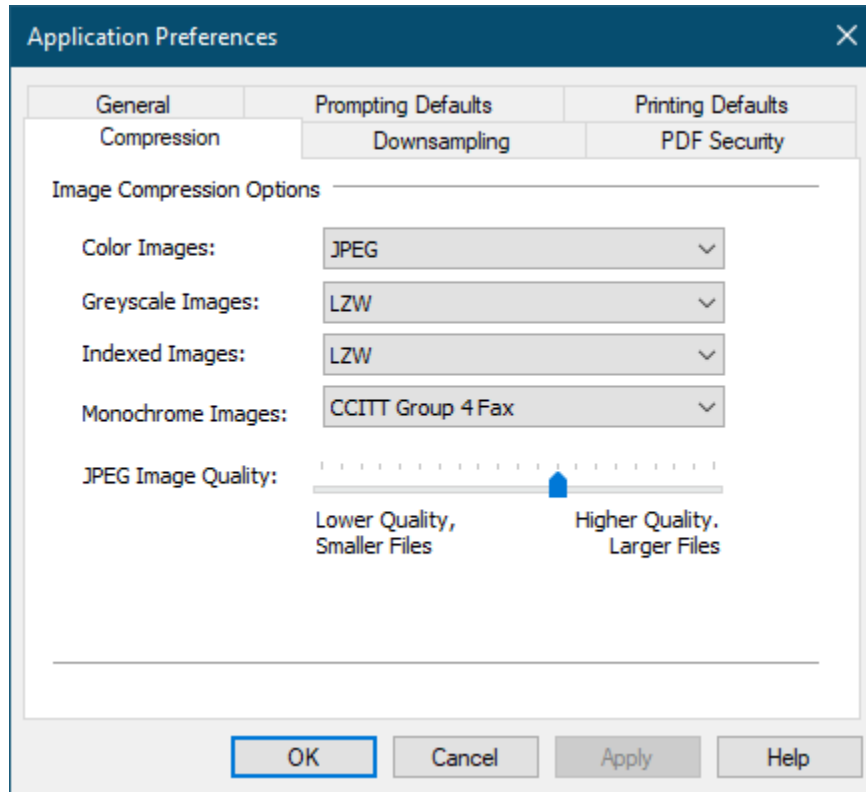 Application Preferences
General Prompting Defaults Printing Defaults
Compression Downsampling PDF Security
Image Compression Options
Color Images: JPEG
Greyscale Images: LZW
Indexed Images: LZW
Monochrome Images: CCITT Group 4 Fax
JPEG Image Quality:
Lower Quality, Higher Quality.
Smaller Files Larger Files
OK Cancel Apply Help